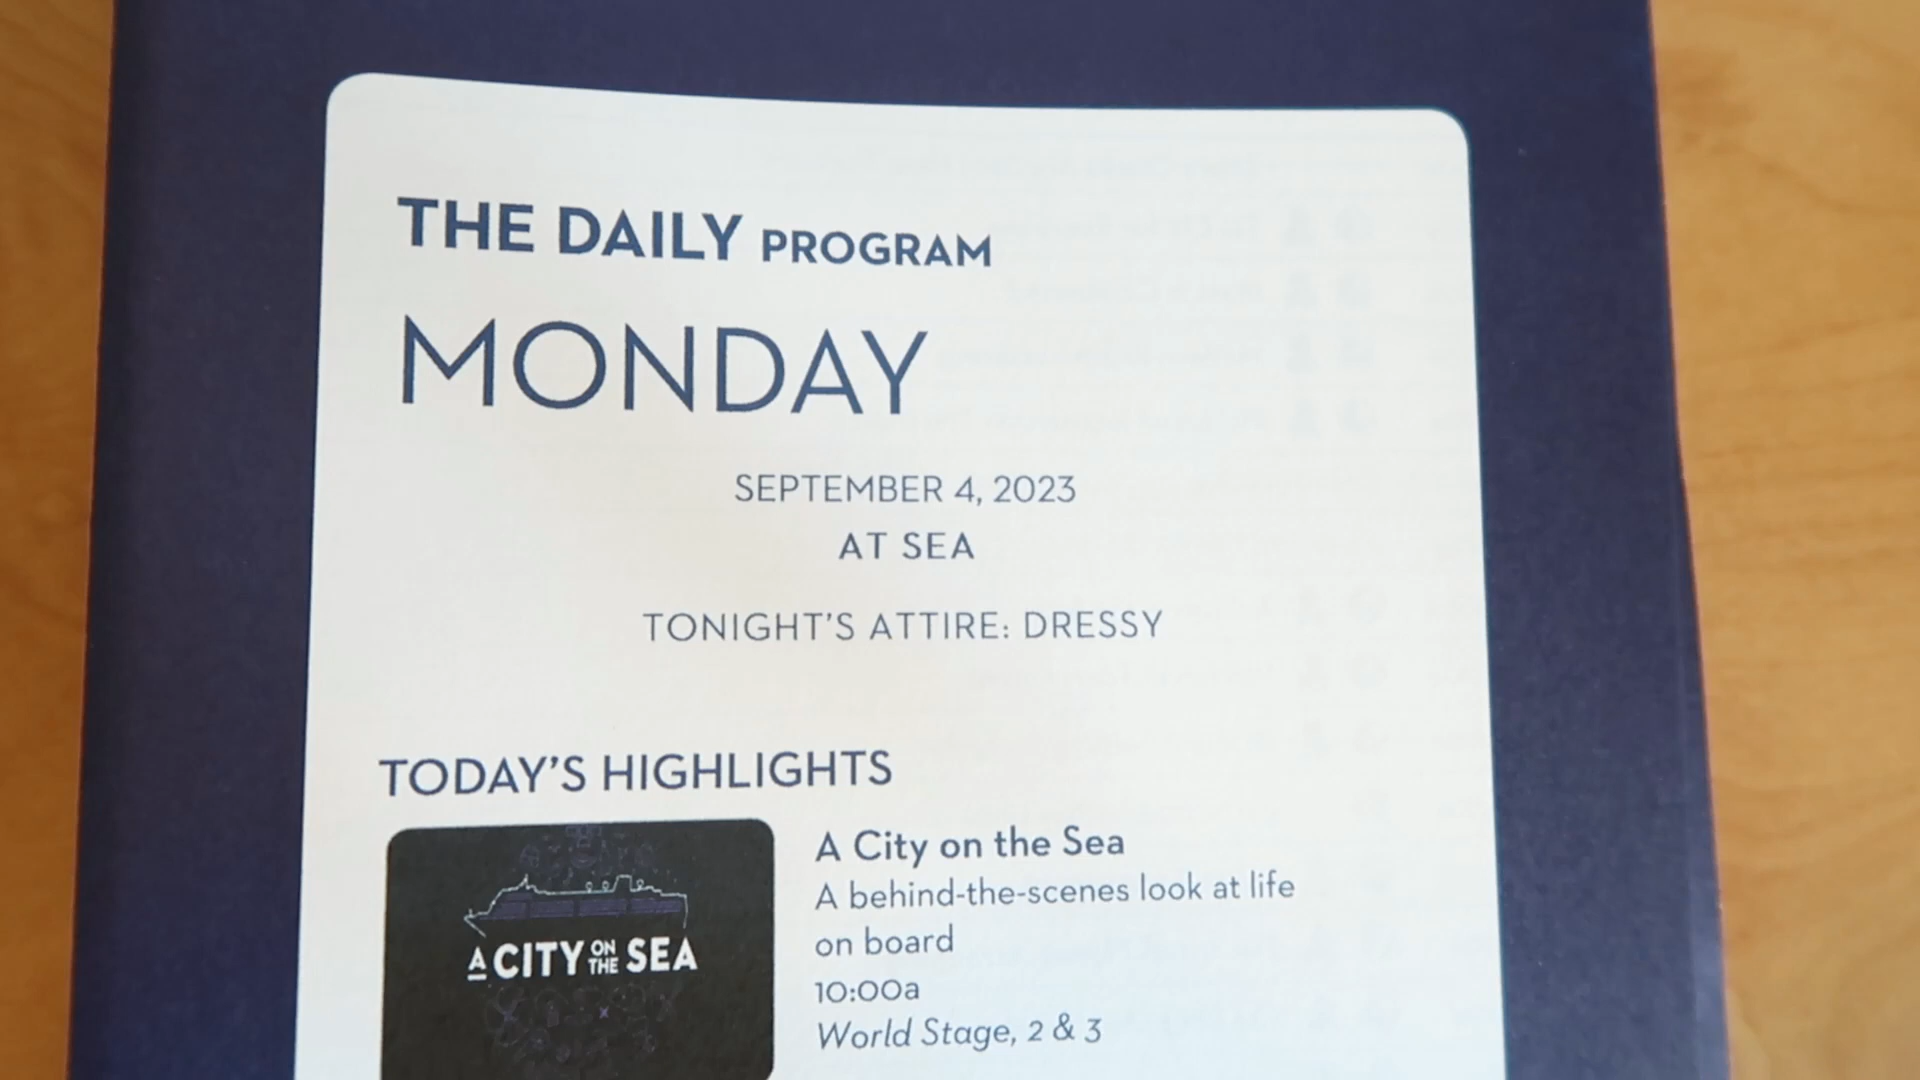 THE DAILY PROGRAM
MONDAY
SEPTEMBER 4, 2023
AT SEA
TONIGHT'S ATTIRE: DRESSY
TODAY'S HIGHLIGHTS
A CITY ON THE SEA
A City on the Sea
A behind-the-scenes look at life
on board
10:00a
World Stage, 2 & 3